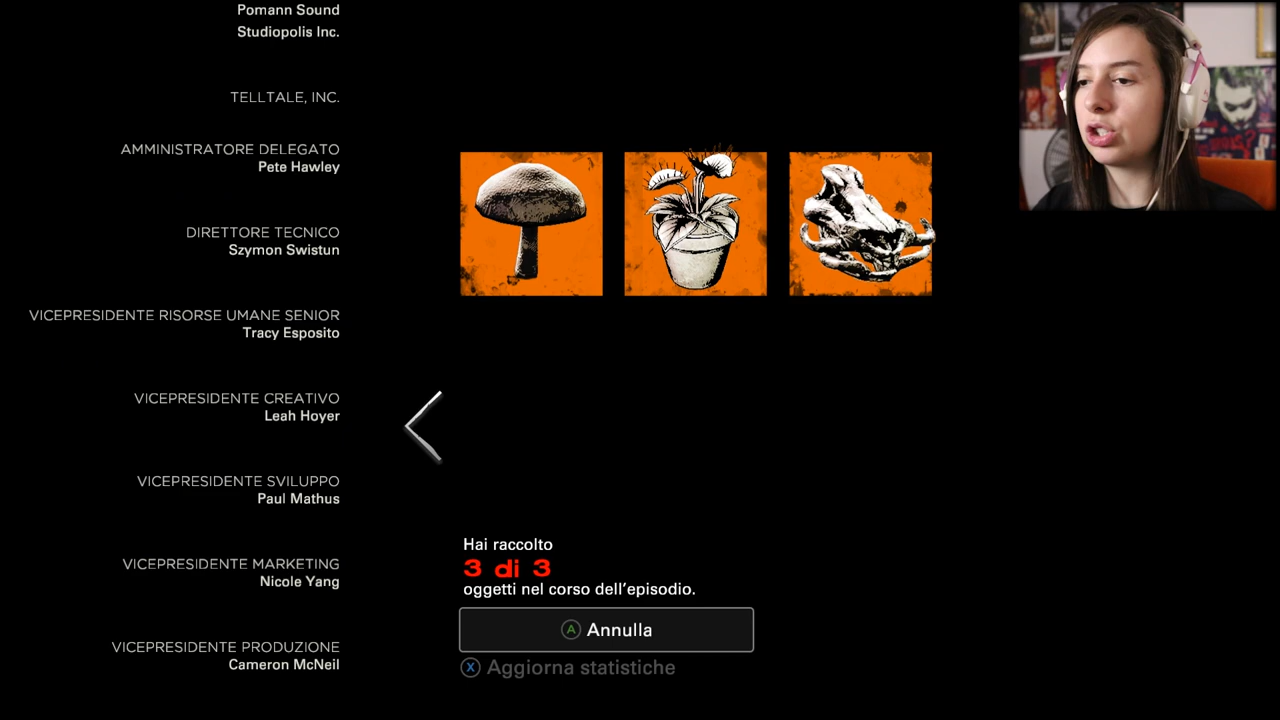 Pomann Sound
Studiopolis Inc.
TELLTALE, INC.
AMMINISTRATORE DELEGATO
Pete Hawley
DIRETTORE TECNICO
Szymon Swistun
VICEPRESIDENTE RISORSE UMANE SENIOR
Tracy Esposito
VICEPRESIDENTE CREATIVO
Leah Hoyer
VICEPRESIDENTE SVILUPPO
Paul Mathus
VICEPRESIDENTE MARKETING
Nicole Yang
VICEPRESIDENTE PRODUZIONE
Cameron McNeil
Hai raccolto
3 di 3
oggetti nel corso dell'episodio.
A Annulla
X Aggiorna statistiche